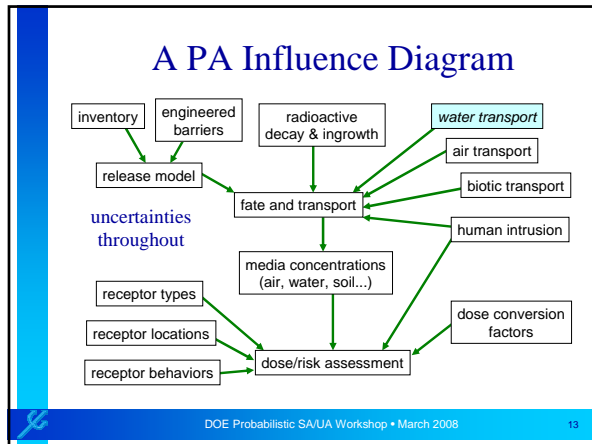 A PA Influence Diagram
inventory
engineered
barriers
radioactive
decay & ingrowth
water transport
air transport
release model
biotic transport
fate and transport
uncertainties
throughout
human intrusion
media concentrations
(air, water, soil...)
receptor types
dose conversion
factors
receptor locations
dose/risk assessment
receptor behaviors
DOE Probabilistic SA/UA Workshop • March 2008
13